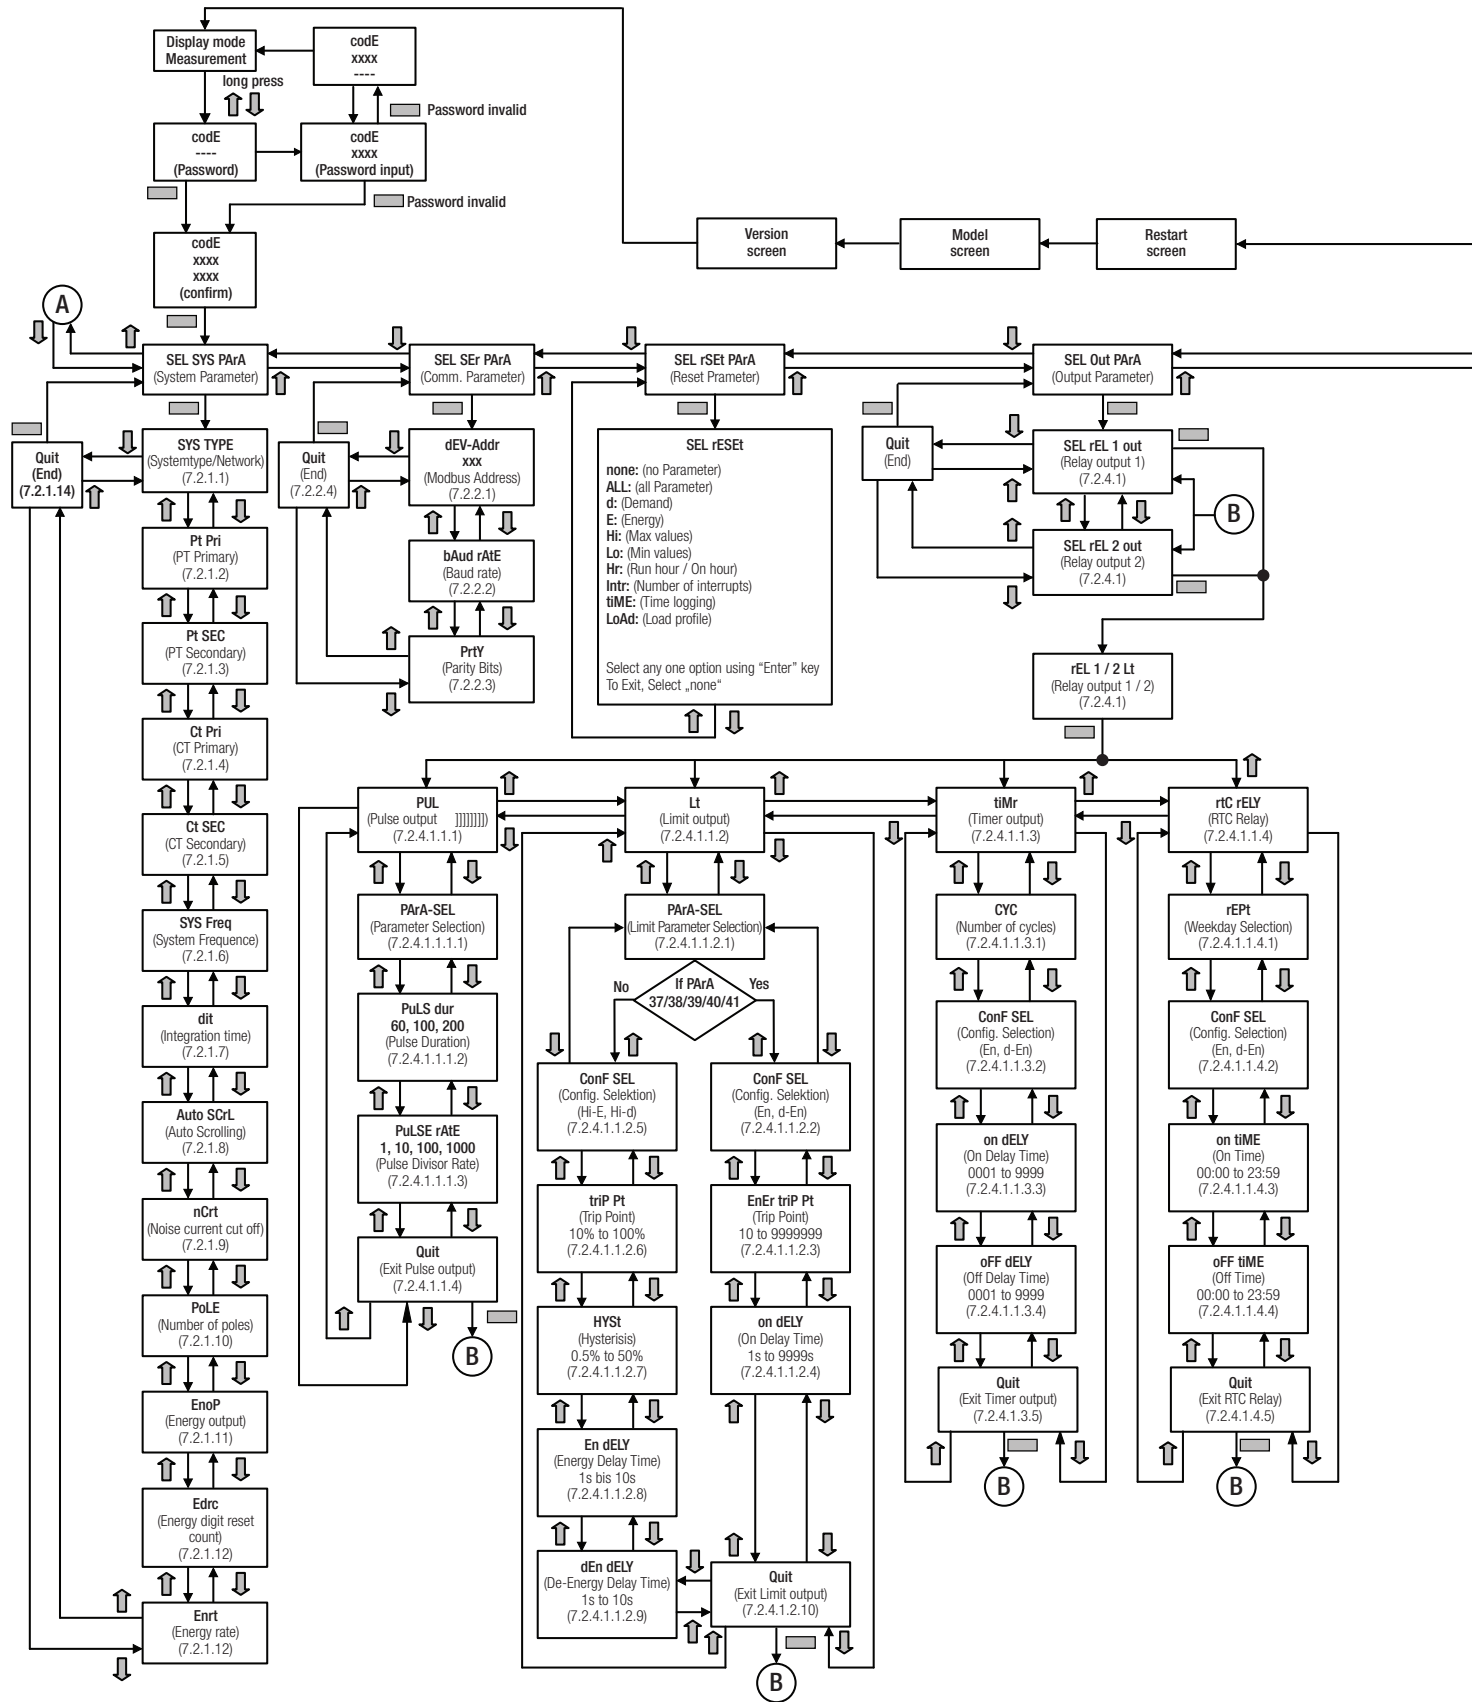 Display mode
Measurement
codE
xxxx
----
long press
Password invalid
codE
----
(Password)
codE
xxxx
(Password input)
Password invalid
codE
xxxx
xxxx
(confirm)
Version
screen
Model
screen
Restart
screen
A
SEL SYS PArA
(System Parameter)
SEL SEr PArA
(Comm. Parameter)
SEL rSEt PArA
(Reset Prameter)
SEL Out PArA
(Output Parameter)
Quit
(End)
(7.2.1.14)
SYS TYPE
(Systemtype/Network)
(7.2.1.1)
Pt Pri
(PT Primary)
(7.2.1.2)
Pt SEC
(PT Secondary)
(7.2.1.3)
Ct Pri
(CT Primary)
(7.2.1.4)
Ct SEC
(CT Secondary)
(7.2.1.5)
SYS Freq
(System Frequence)
(7.2.1.6)
dit
(Integration time)
(7.2.1.7)
Auto SCrL
(Auto Scrolling)
(7.2.1.8)
nCrt
(Noise current cut off)
(7.2.1.9)
PoLE
(Number of poles)
(7.2.1.10)
EnoP
(Energy output)
(7.2.1.11)
Edrc
(Energy digit reset
count)
(7.2.1.12)
Enrt
(Energy rate)
(7.2.1.12)
Quit
(End)
(7.2.2.4)
dEV-Addr
xxx
(Modbus Address)
(7.2.2.1)
bAud rAtE
(Baud rate)
(7.2.2.2)
PrtY
(Parity Bits)
(7.2.2.3)
SEL rESEt
none: (no Parameter)
ALL: (all Parameter)
d: (Demand)
E: (Energy)
Hi: (Max values)
Lo: (Min values)
Hr: (Run hour / On hour)
Intr: (Number of interrupts)
tiME: (Time logging)
LoAd: (Load profile)
Select any one option using “Enter” key
To Exit, Select „none“
Quit
(End)
SEL rEL 1 out
(Relay output 1)
(7.2.4.1)
B
SEL rEL 2 out
(Relay output 2)
(7.2.4.1)
rEL 1 / 2 Lt
(Relay output 1 / 2)
(7.2.4.1)
PUL
(Pulse output ]]]]]]]])
(7.2.4.1.1.1)
PArA-SEL
(Parameter Selection)
(7.2.4.1.1.1.1)
PuLS dur
60, 100, 200
(Pulse Duration)
(7.2.4.1.1.1.2)
PuLSE rAtE
1, 10, 100, 1000
(Pulse Divisor Rate)
(7.2.4.1.1.1.3)
Quit
(Exit Pulse output)
(7.2.4.1.1.4)
B
Lt
(Limit output)
(7.2.4.1.1.2)
PArA-SEL
(Limit Parameter Selection)
(7.2.4.1.1.2.1)
If PArA
37/38/39/40/41
No
Yes
ConF SEL
(Config. Selektion)
(Hi-E, Hi-d)
(7.2.4.1.1.2.5)
triP Pt
(Trip Point)
10% to 100%
(7.2.4.1.1.2.6)
HYSt
(Hysterisis)
0.5% to 50%
(7.2.4.1.1.2.7)
En dELY
(Energy Delay Time)
1s bis 10s
(7.2.4.1.1.2.8)
dEn dELY
(De-Energy Delay Time)
1s to 10s
(7.2.4.1.1.2.9)
ConF SEL
(Config. Selektion)
(En, d-En)
(7.2.4.1.1.2.2)
EnEr triP Pt
(Trip Point)
10 to 9999999
(7.2.4.1.1.2.3)
on dELY
(On Delay Time)
1s to 9999s
(7.2.4.1.1.2.4)
Quit
(Exit Limit output)
(7.2.4.1.2.10)
B
tiMr
(Timer output)
(7.2.4.1.1.3)
CYC
(Number of cycles)
(7.2.4.1.1.3.1)
ConF SEL
(Config. Selection)
(En, d-En)
(7.2.4.1.1.3.2)
on dELY
(On Delay Time)
0001 to 9999
(7.2.4.1.1.3.3)
oFF dELY
(Off Delay Time)
0001 to 9999
(7.2.4.1.1.3.4)
Quit
(Exit Timer output)
(7.2.4.1.3.5)
B
rtC rELY
(RTC Relay)
(7.2.4.1.1.4)
rEPt
(Weekday Selection)
(7.2.4.1.1.4.1)
ConF SEL
(Config. Selection)
(En, d-En)
(7.2.4.1.1.4.2)
on tiME
(On Time)
00:00 to 23:59
(7.2.4.1.1.4.3)
oFF tiME
(Off Time)
00:00 to 23:59
(7.2.4.1.1.4.4)
Quit
(Exit RTC Relay)
(7.2.4.1.4.5)
B